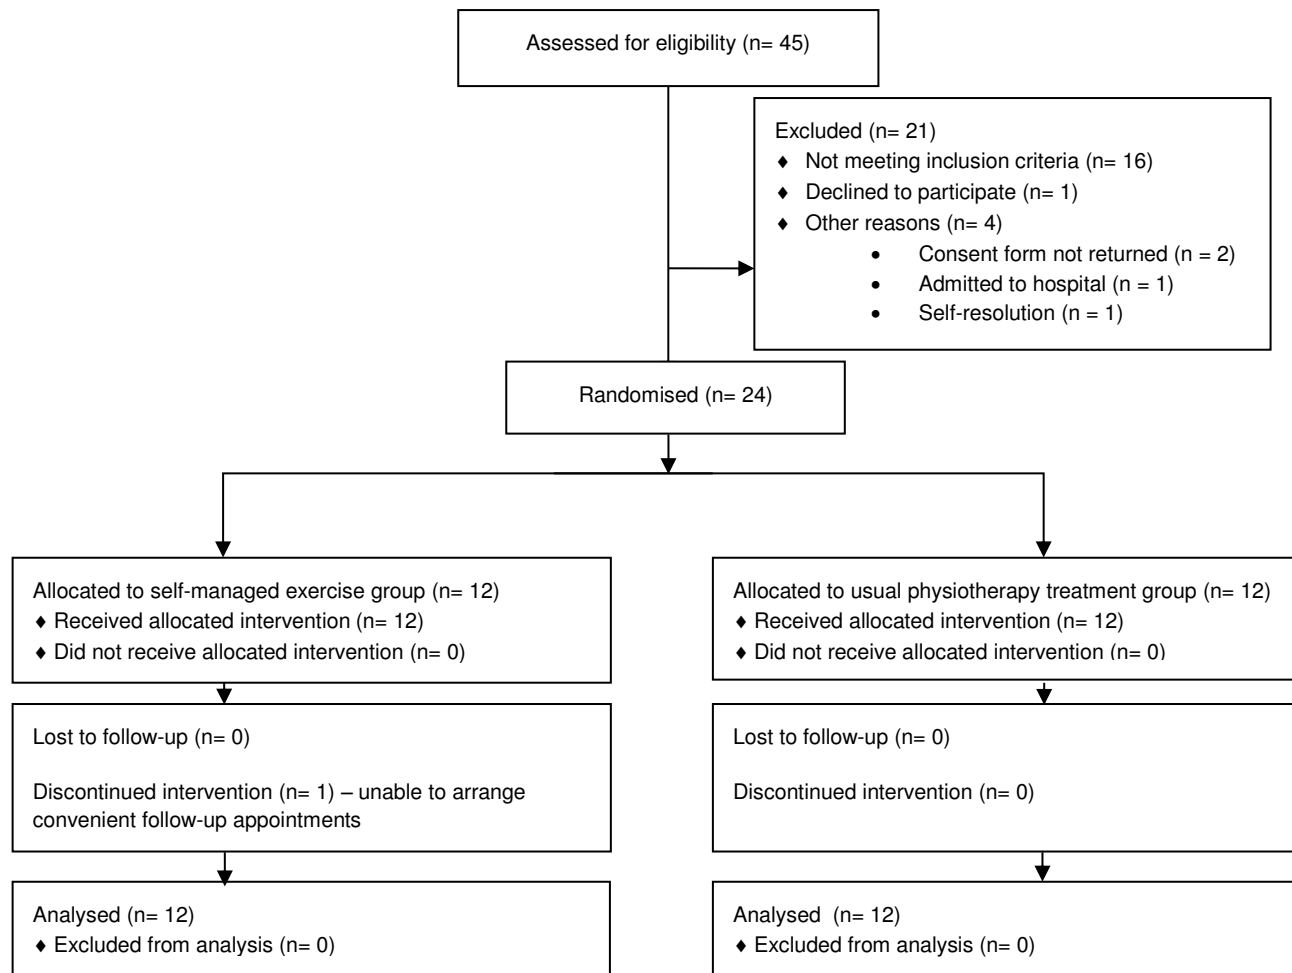 Assessed for eligibility (n= 45)
Excluded (n= 21)
♦ Not meeting inclusion criteria (n= 16)
♦ Declined to participate (n= 1)
♦ Other reasons (n= 4)
• Consent form not returned (n = 2)
• Admitted to hospital (n = 1)
• Self-resolution (n = 1)
Randomised (n= 24)
Allocated to self-managed exercise group (n= 12)
♦ Received allocated intervention (n= 12)
♦ Did not receive allocated intervention (n= 0)
Allocated to usual physiotherapy treatment group (n= 12)
♦ Received allocated intervention (n= 12)
♦ Did not receive allocated intervention (n= 0)
Lost to follow-up (n= 0)
Discontinued intervention (n= 1) – unable to arrange
convenient follow-up appointments
Lost to follow-up (n= 0)
Discontinued intervention (n= 0)
Analysed (n= 12)
♦ Excluded from analysis (n= 0)
Analysed  (n= 12)
♦ Excluded from analysis (n= 0)